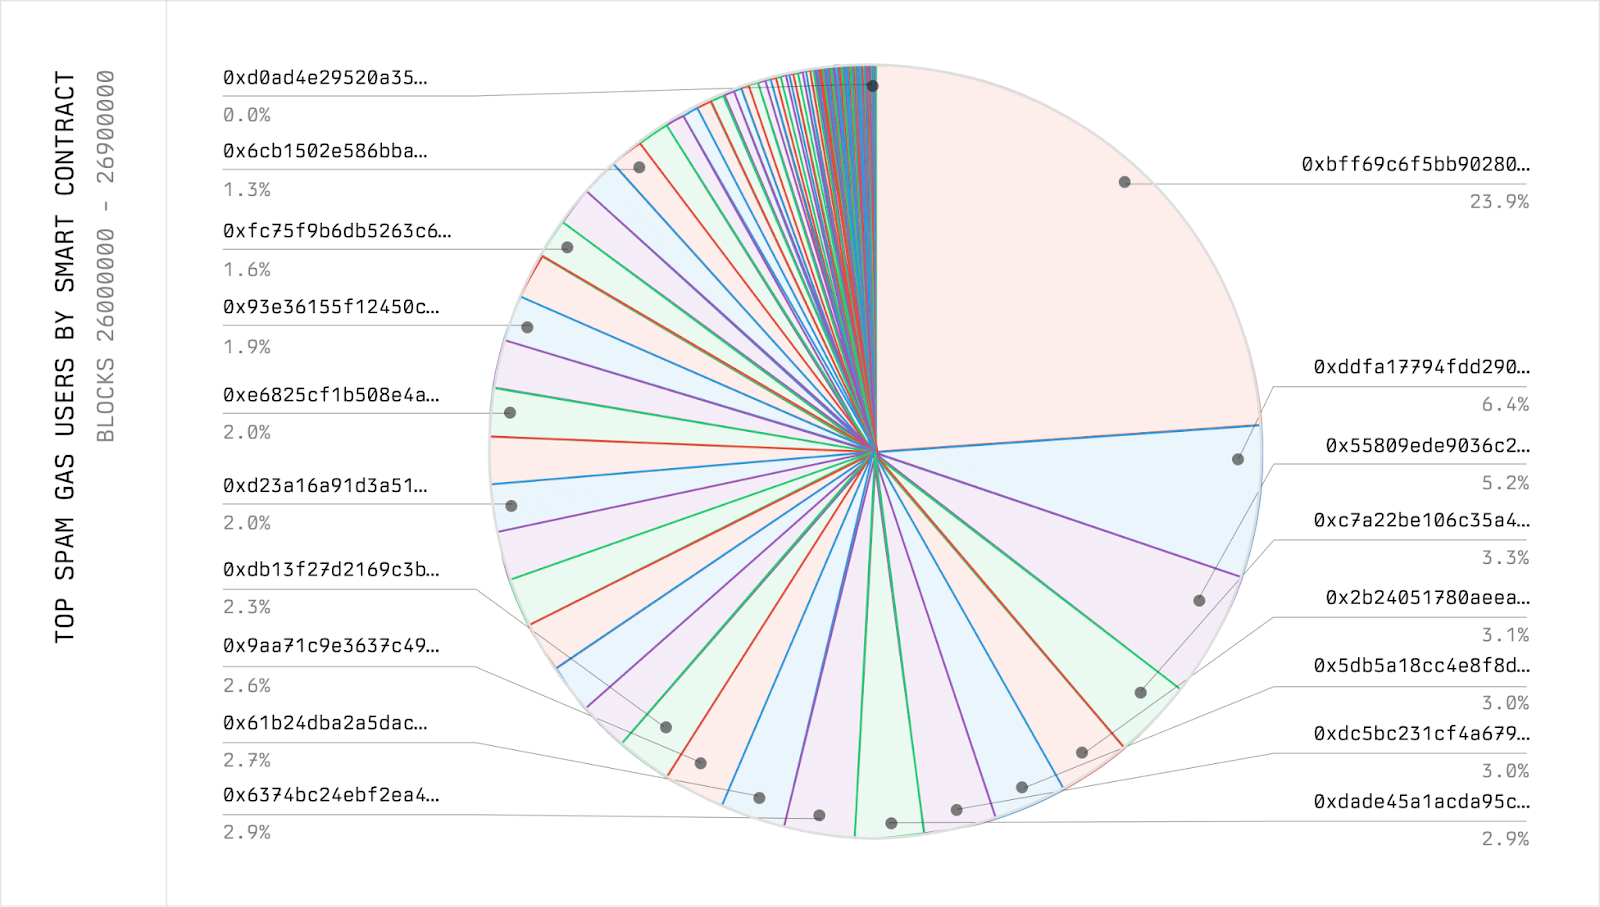 TOP SPAM GAS USERS BY SMART CONTRACT
BLOCKS 26000000 - 26900000
0xd0ad4e29520a35…
0.0%
0x6cb1502e586bba…
1.3%
0xfc75f9b6db5263c6…
1.6%
0x93e36155f12450c…
1.9%
0xe6825cf1b508e4a…
2.0%
0xd23a16a91d3a51…
2.0%
0xdb13f27d2169c3b…
2.3%
0x9aa71c9e3637c49…
2.6%
0x61b24dba2a5dac…
2.7%
0x6374bc24ebf2ea4…
2.9%
0xbff69c6f5bb90280…
23.9%
0xddfa17794fdd290…
6.4%
0x55809ede9036c2…
5.2%
0xc7a22be106c35a4…
3.3%
0x2b24051780aeea…
3.1%
0x5db5a18cc4e8f8d…
3.0%
0xdc5bc231cf4a679…
3.0%
0xdade45a1acda95c…
2.9%